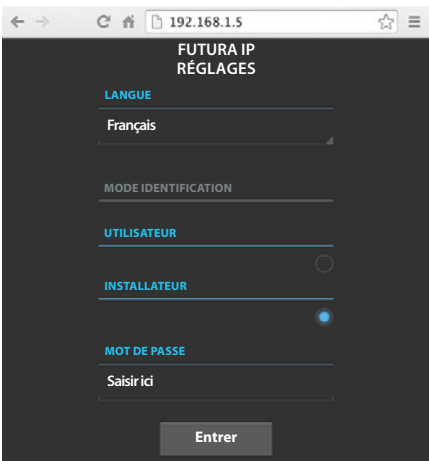 192.168.1.5
FUTURA IP
RÉGLAGES
LANGUE
Français
MODE IDENTIFICATION
UTILISATEUR
INSTALLATEUR
MOT DE PASSE
Saisir ici
Entrer